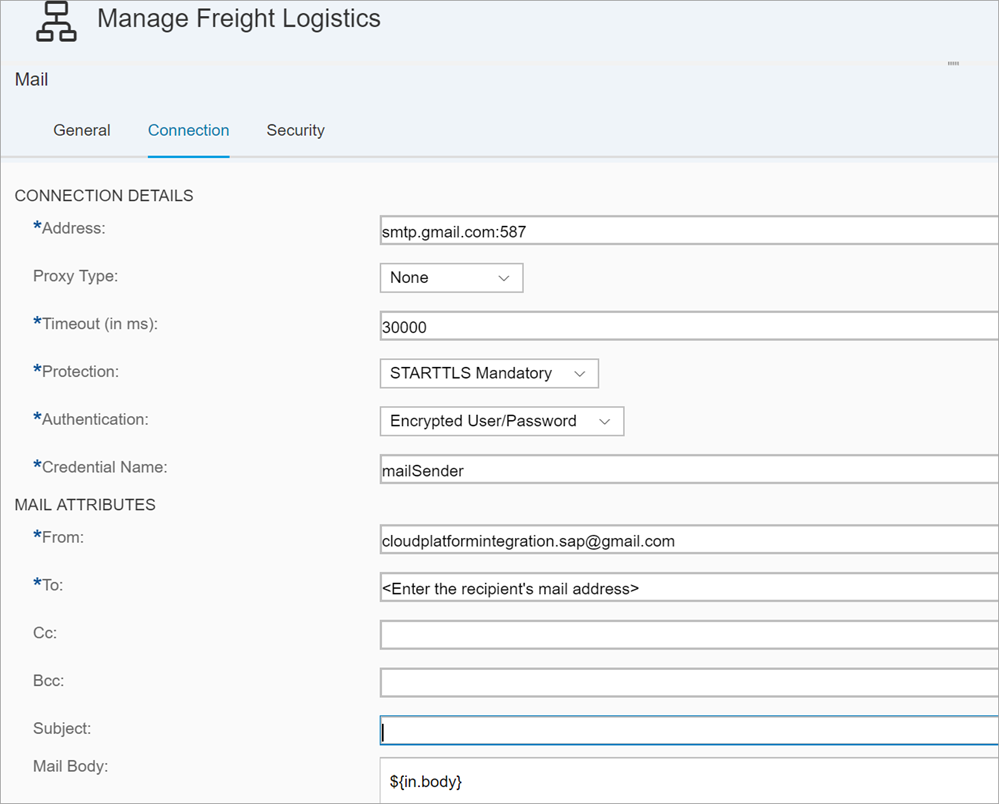 Manage Freight Logistics
Mail
General Connection Security
CONNECTION DETAILS
*Address: smtp.gmail.com:587
Proxy Type: None
*Timeout (in ms): 30000
*Protection: STARTTLS Mandatory
*Authentication: Encrypted User/Password
*Credential Name: mailSender
MAIL ATTRIBUTES
*From: cloudplatformintegration.sap@gmail.com
*To: <Enter the recipient's mail address>
Cc:
Bcc:
Subject:
Mail Body: ${in.body}